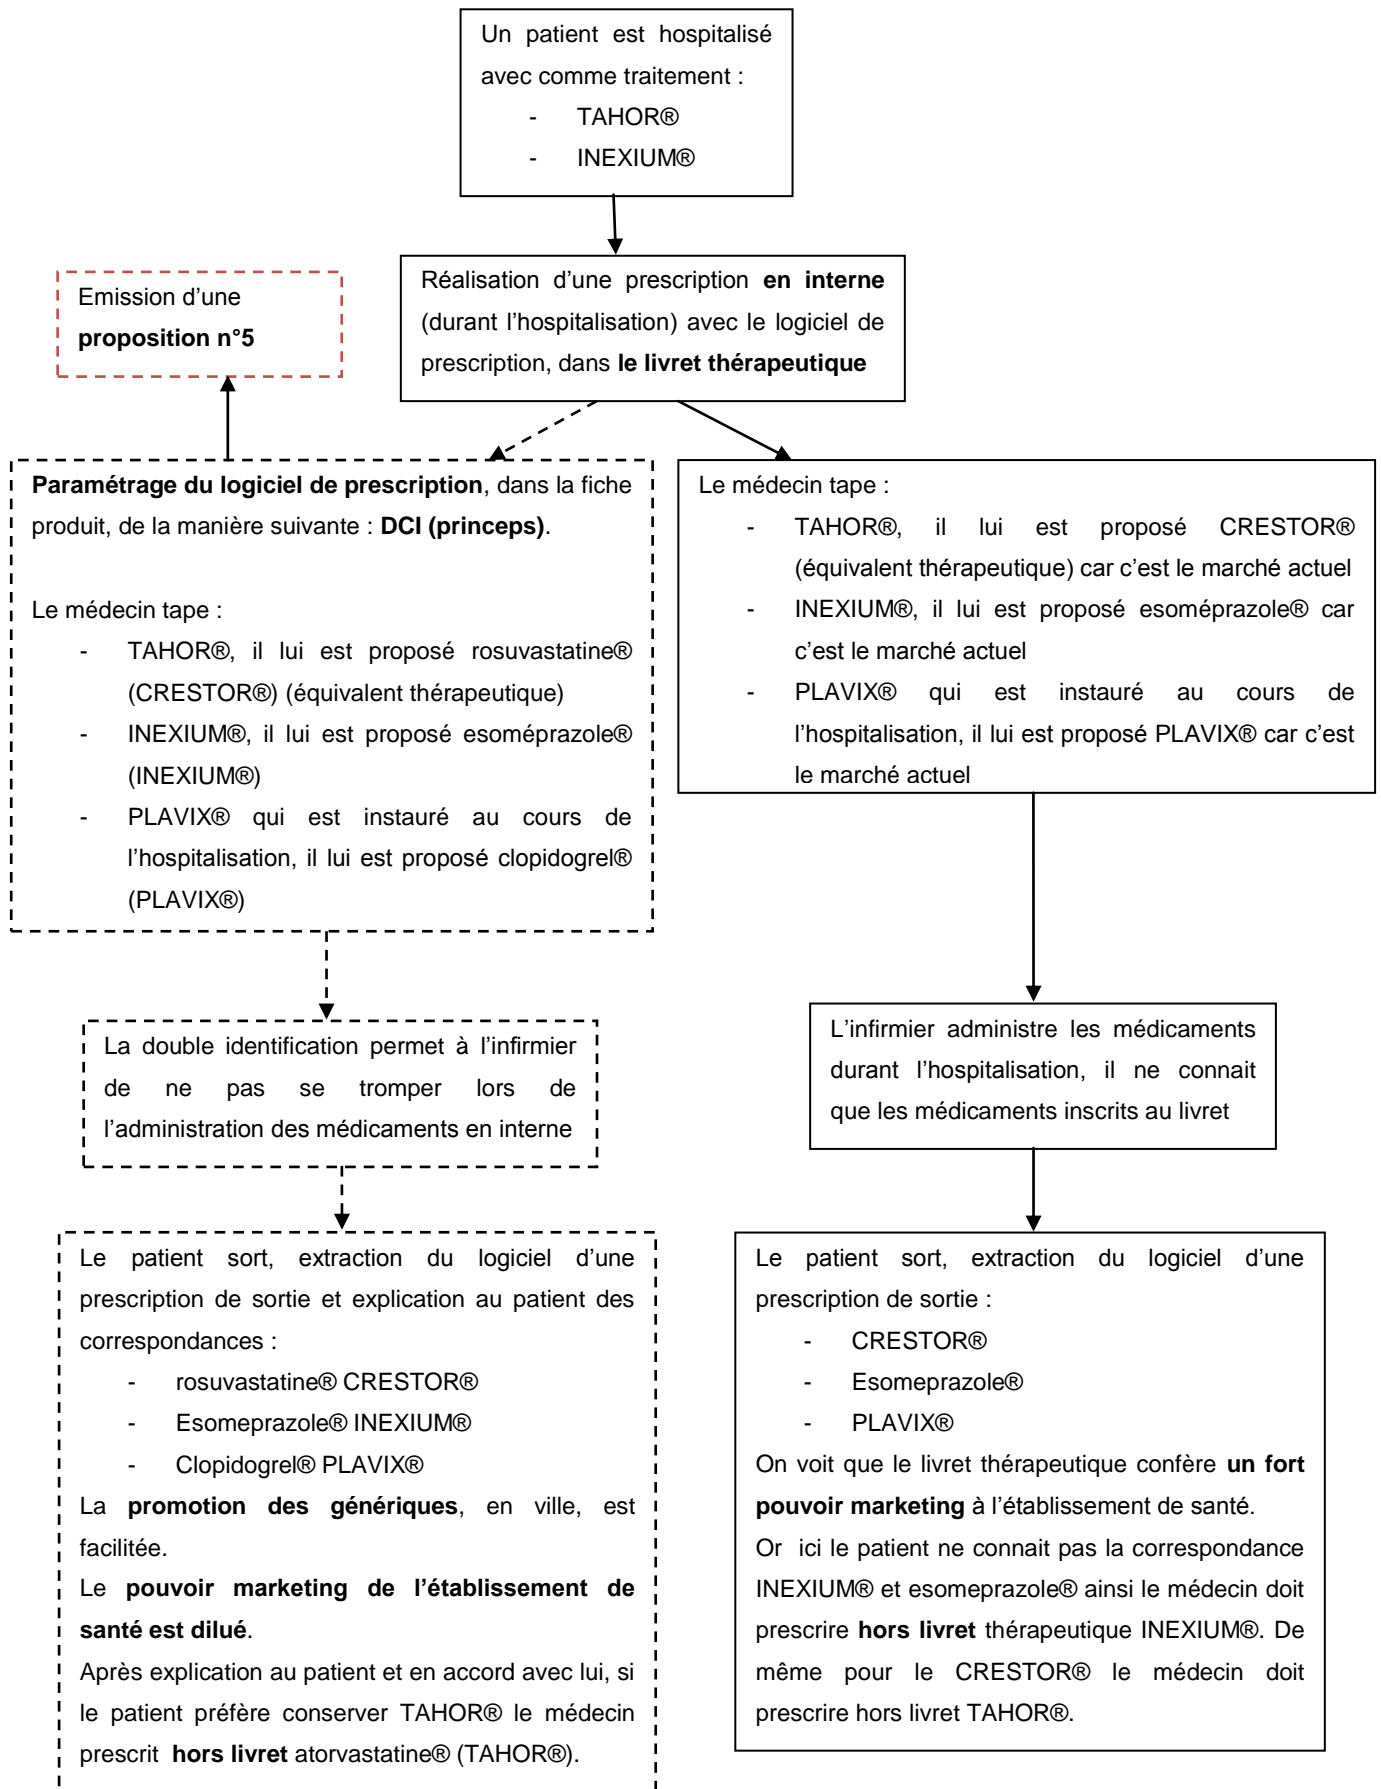 Un patient est hospitalisé
avec comme traitement :
- TAHOR®
- INEXIUM®
Réalisation d’une prescription en interne
(durant l’hospitalisation) avec le logiciel de
prescription, dans le livret thérapeutique
Emission d’une
proposition n°5
Paramétrage du logiciel de prescription, dans la fiche
produit, de la manière suivante : DCI (princeps).
Le médecin tape :
- TAHOR®, il lui est proposé rosuvastatine®
(CRESTOR®) (équivalent thérapeutique)
- INEXIUM®, il lui est proposé esoméprazole®
(INEXIUM®)
- PLAVIX® qui est instauré au cours de
l’hospitalisation, il lui est proposé clopidogrel®
(PLAVIX®)
Le médecin tape :
- TAHOR®, il lui est proposé CRESTOR®
(équivalent thérapeutique) car c’est le marché actuel
- INEXIUM®, il lui est proposé esoméprazole® car
c’est le marché actuel
- PLAVIX® qui est instauré au cours de
l’hospitalisation, il lui est proposé PLAVIX® car c’est
le marché actuel
La double identification permet à l’infirmier
de ne pas se tromper lors de
l’administration des médicaments en interne
L’infirmier administre les médicaments
durant l’hospitalisation, il ne connait
que les médicaments inscrits au livret
Le patient sort, extraction du logiciel d’une
prescription de sortie et explication au patient des
correspondances :
- rosuvastatine® CRESTOR®
- Esomeprazole® INEXIUM®
- Clopidogrel® PLAVIX®
La promotion des génériques, en ville, est
facilitée.
Le pouvoir marketing de l’établissement de
santé est dilué.
Après explication au patient et en accord avec lui, si
le patient préfère conserver TAHOR® le médecin
prescrit hors livret atorvastatine® (TAHOR®).
Le patient sort, extraction du logiciel d’une
prescription de sortie :
- CRESTOR®
- Esomeprazole®
- PLAVIX®
On voit que le livret thérapeutique confère un fort
pouvoir marketing à l’établissement de santé.
Or ici le patient ne connait pas la correspondance
INEXIUM® et esomeprazole® ainsi le médecin doit
prescrire hors livret thérapeutique INEXIUM®. De
même pour le CRESTOR® le médecin doit
prescrire hors livret TAHOR®.